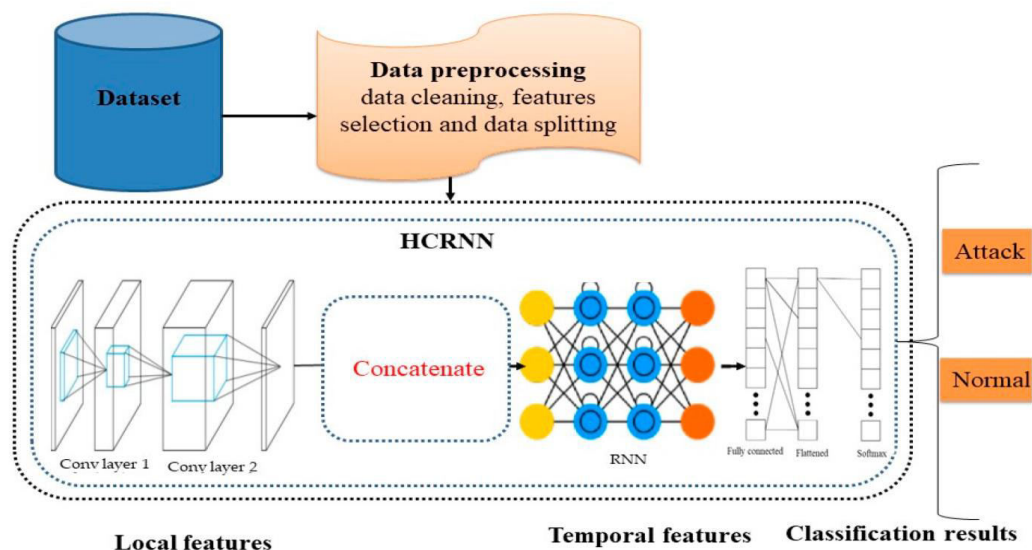 Dataset
Data preprocessing
data cleaning, features
selection and data splitting
HCRNN
Attack
Normal
Concatenate
Conv layer 1
Conv layer 2
RNN
Fully connected
Flattened
Softmax
Local features
Temporal features
Classification results